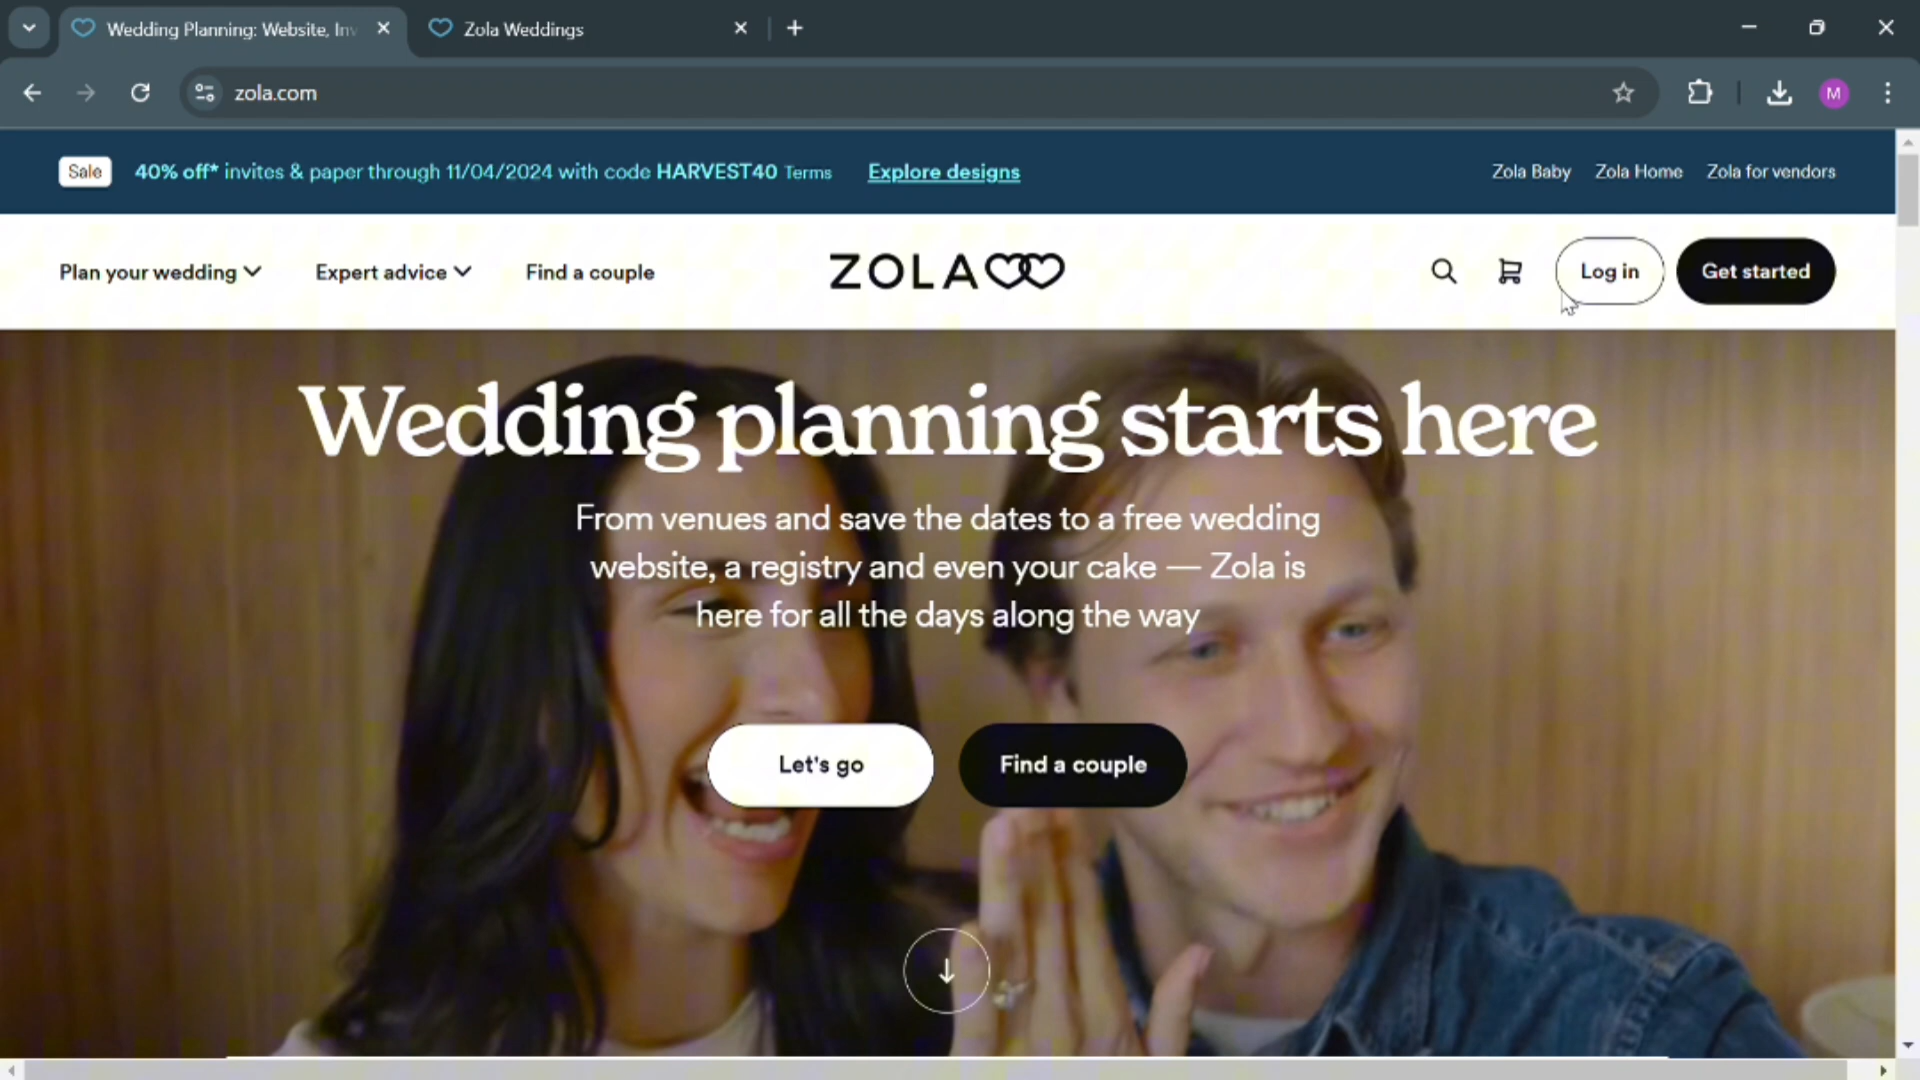 Wedding Planning: Website, Inv
Zola Weddings
zola.com
M
Sale
40% off* invites & paper through 11/04/2024 with code HARVEST40 Terms
Explore designs
Zola Baby
Zola Home
Zola for vendors
Plan your wedding
Expert advice
Find a couple
ZOLA
Log in
Get started
Wedding planning starts here
From venues and save the dates to a free wedding
website, a registry and even your cake — Zola is
here for all the days along the way
Let's go
Find a couple